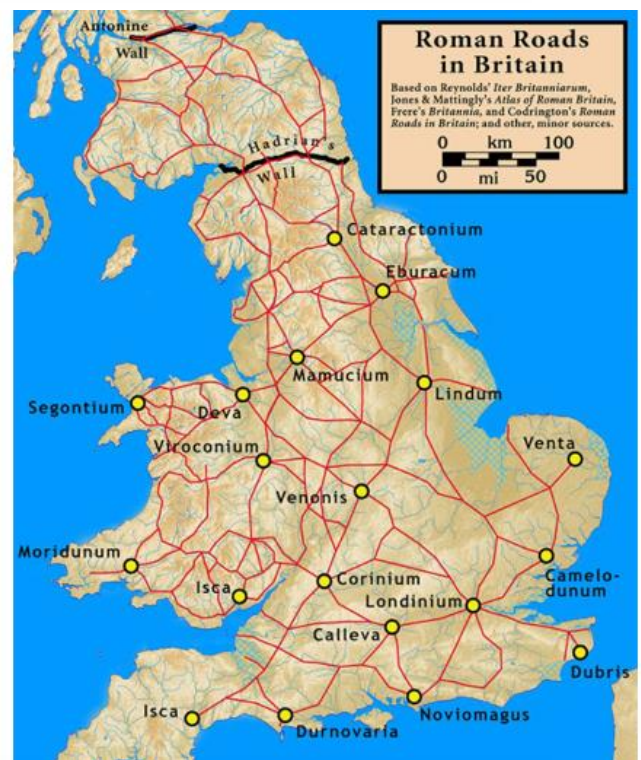 Antonine
Wall
Roman Roads
in Britain
Based on Reynolds' Iter Britanniarum,
Jones & Mattingly's Atlas of Roman Britain,
Frere's Britannia, and Codrington's Roman
Roads in Britain; and other, minor sources.
0 km 100
0 mi 50
Hadrian's
Wall
Cataractonium
Eburacum
Mamucium
Lindum
Segontium
Deva
Viroconium
Venta
Venonis
Moridunum
Isca
Corinium
Camelo-
dunum
Londinium
Calleva
Dubris
Isca
Noviomagus
Durnovaria